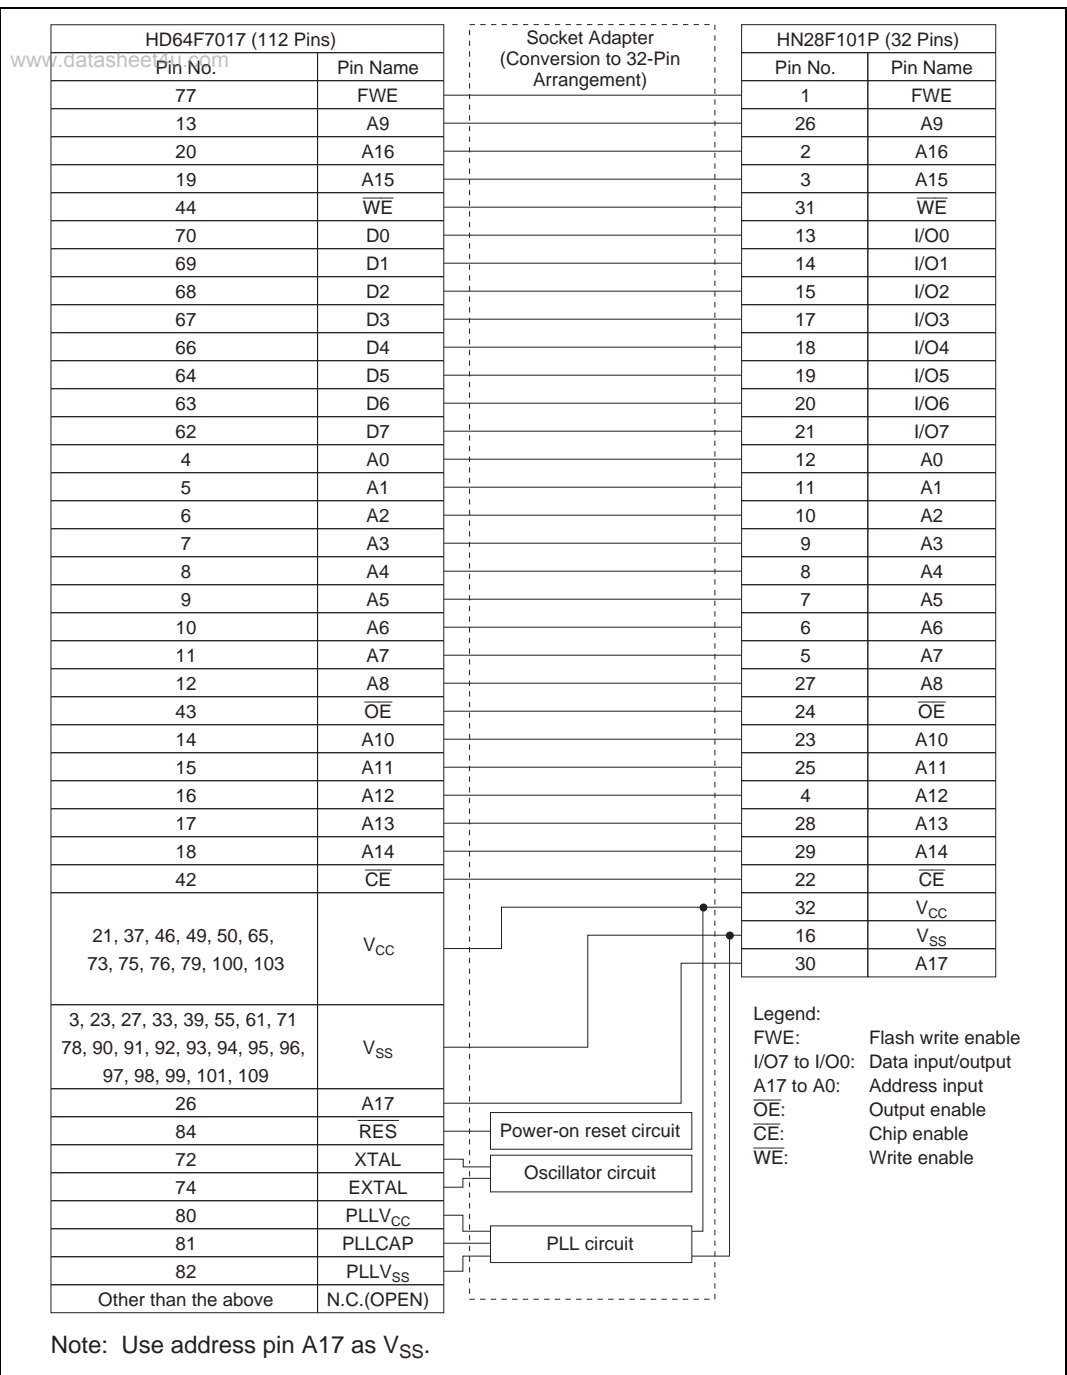 HD64F7017 (112 Pins) Socket Adapter (Conversion to 32-Pin Arrangement) HN28F101P (32 Pins)
www.datasheet4u.com
Pin No. Pin Name Pin No. Pin Name
77 FWE 1 FWE
13 A9 26 A9
20 A16 2 A16
19 A15 3 A15
44 W̅E̅ 31 W̅E̅
70 D0 13 I/O0
69 D1 14 I/O1
68 D2 15 I/O2
67 D3 17 I/O3
66 D4 18 I/O4
64 D5 19 I/O5
63 D6 20 I/O6
62 D7 21 I/O7
4 A0 12 A0
5 A1 11 A1
6 A2 10 A2
7 A3 9 A3
8 A4 8 A4
9 A5 7 A5
10 A6 6 A6
11 A7 5 A7
12 A8 27 A8
43 O̅E̅ 24 O̅E̅
14 A10 23 A10
15 A11 25 A11
16 A12 4 A12
17 A13 28 A13
18 A14 29 A14
42 C̅E̅ 22 C̅E̅
32 VCC
21, 37, 46, 49, 50, 65,
73, 75, 76, 79, 100, 103 VCC
16 VSS
30 A17
3, 23, 27, 33, 39, 55, 61, 71
78, 90, 91, 92, 93, 94, 95, 96,
97, 98, 99, 101, 109 VSS
26 A17
84 R̅E̅S̅ Power-on reset circuit
72 XTAL Oscillator circuit
74 EXTAL
80 PLLVCC
81 PLLCAP PLL circuit
82 PLLVSS
Other than the above N.C.(OPEN)
Legend:
FWE: Flash write enable
I/O7 to I/O0: Data input/output
A17 to A0: Address input
O̅E̅: Output enable
C̅E̅: Chip enable
W̅E̅: Write enable
Note: Use address pin A17 as VSS.